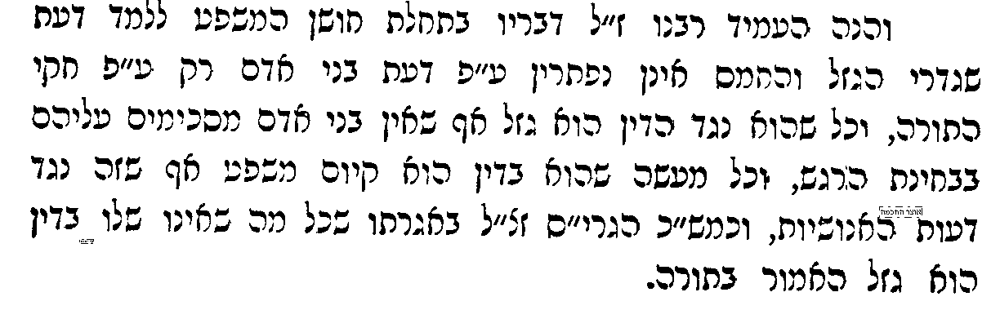 והנה העמיד רבנו ז״ל דבריו בתחלת חושן המשפט ללמד דעת
שגדרי הגזל והחמס אינן נפתרין ע״פ דעת בני אדם רק ע״פ חקי
התורה, וכל שהוא נגד הדין הוא גזל אף שאין בני אדם מסכימים עליהם
בבחינת הרגש, וכל מעשה שהוא בדין הוא קיום משפט אף שזה נגד
דעות האנושיות, וכמש״כ הגרי״ס זצ״ל באגרתו שכל מה שאינו שלו בדין
הוא גזל האמור בתורה.
אוצר החכמה